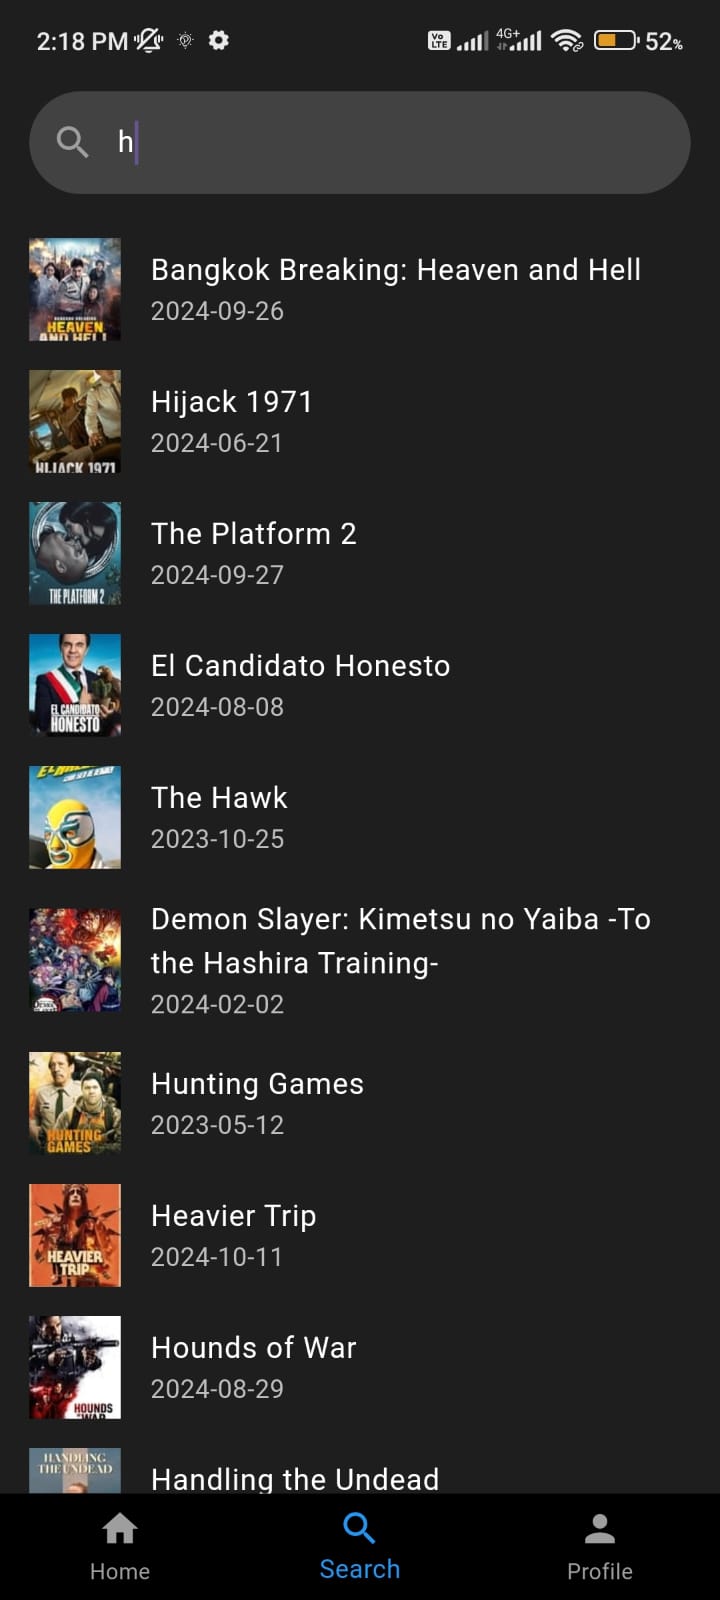 2:18 PM
Vo LTE
4G+
52%
h
HEAVEN
AND HELL
Bangkok Breaking: Heaven and Hell
2024-09-26
HIJACK 1971
Hijack 1971
2024-06-21
THE PLATFORM 2
The Platform 2
2024-09-27
EL CANDIDATO
HONESTO
El Candidato Honesto
2024-08-08
The Hawk
2023-10-25
Demon Slayer: Kimetsu no Yaiba -To
the Hashira Training-
2024-02-02
HUNTING
GAMES
Hunting Games
2023-05-12
HEAVIER
TRIP
Heavier Trip
2024-10-11
HOUNDS
OF WAR
Hounds of War
2024-08-29
HANDLING
THE UNDEAD
Handling the Undead
Home
Search
Profile